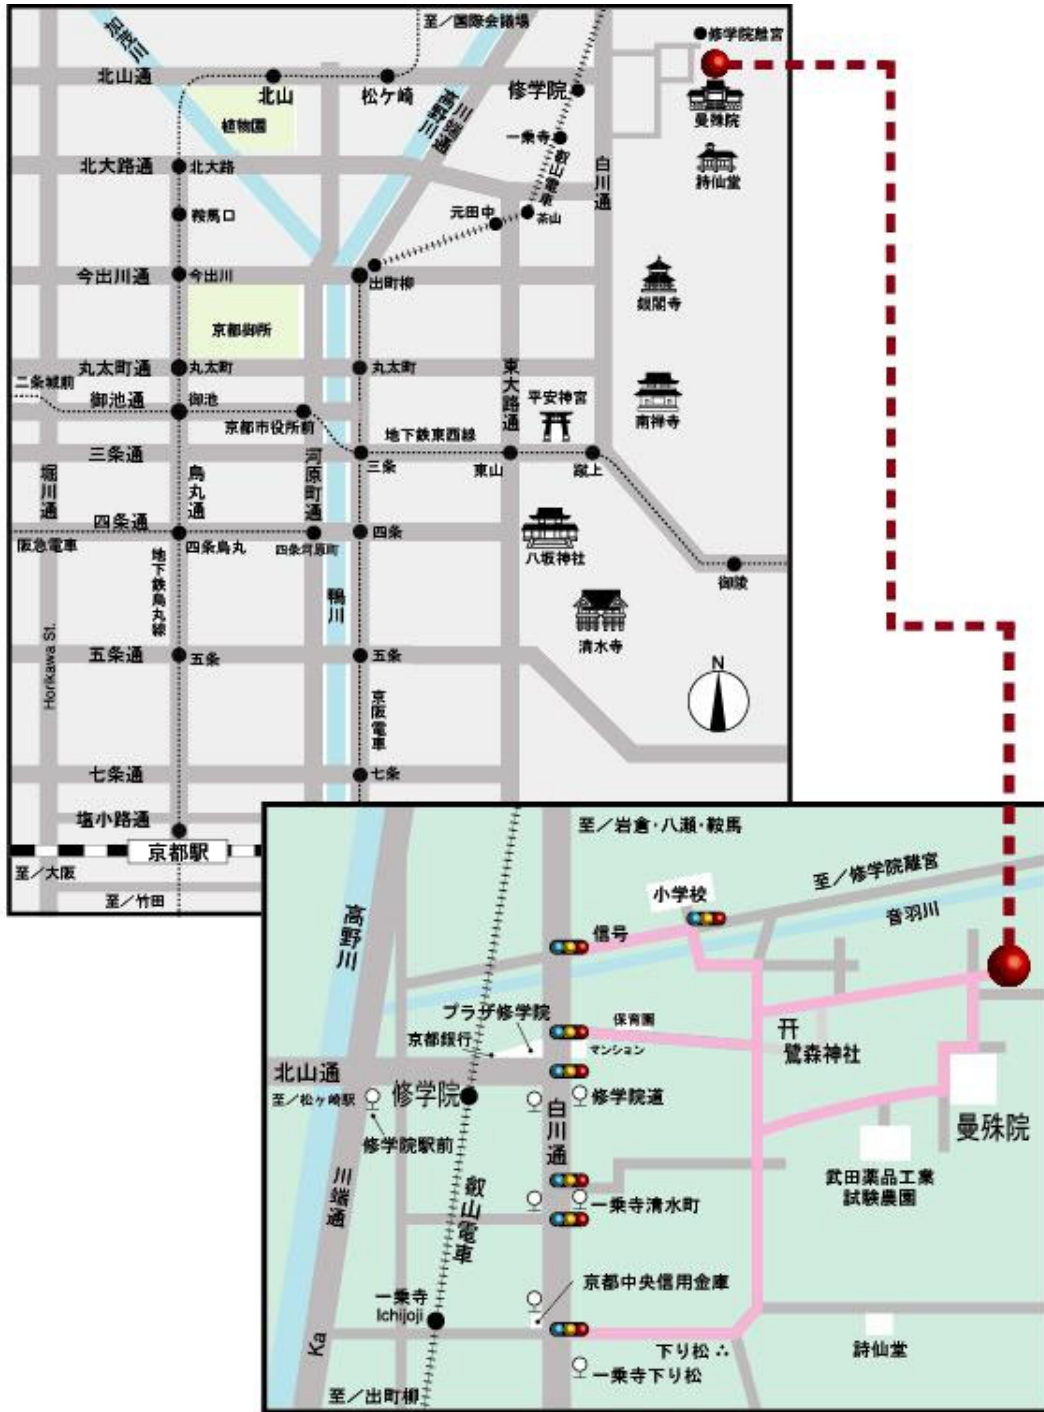 加茂川
至／国際会議場
修学院離宮
北山通
北山
松ケ崎
高野川
川端通
修学院
曼殊院
植物園
一乗寺
叡山電車
白川通
詩仙堂
北大路通
北大路
鞍馬口
元田中
茶山
今出川通
今出川
出町柳
銀閣寺
京都御所
丸太町通
丸太町
丸太町
東大路通
二条城前
御池通
御池
京都市役所前
平安神宮
南禅寺
地下鉄東西線
三条通
三条
東山
蹴上
堀川通
烏丸通
河原町通
四条通
阪急電車
四条烏丸
四条河原町
四条
八坂神社
御陵
地下鉄烏丸線
鴨川
清水寺
Horikawa St.
五条通
五条
五条
N
京阪電車
七条通
七条
塩小路通
京都駅
至／大阪
至／竹田
至／岩倉・八瀬・鞍馬
小学校
至／修学院離宮
音羽川
高野川
信号
プラザ修学院
京都銀行
保育園
マンション
鷺森神社
北山通
至／松ヶ崎駅
修学院
修学院道
修学院駅前
白川通
曼殊院
川端通
叡山電車
武田薬品工業
試験農園
一乗寺清水町
京都中央信用金庫
一乗寺
Ichijoji
Ka
下り松
詩仙堂
一乗寺下り松
至／出町柳